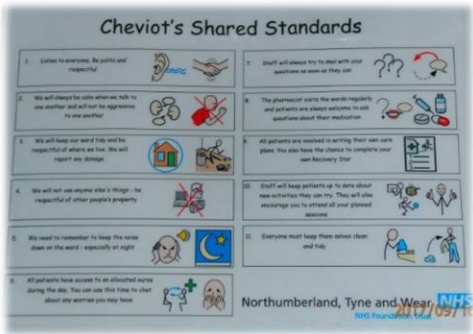 Cheviot's Shared Standards
1. Listen to everyone. Be polite and
respectful
2. We will always be calm when we talk to
one another and will not be aggressive
to one another
3. We will keep our ward tidy and be
respectful of where we live. We will
report any damage
4. We will not use anyone else's things - be
respectful of other people's property
5. We need to remember to keep the noise
down on the ward - especially at night
6. All patients have access to an allocated nurse
during the day. You can use this time to chat
about any worries you may have
7. Staff will always try to deal with your
questions as soon as they can
8. The pharmacist visits the wards regularly
and patients are always welcome to ask
questions about their medication
9. All patients are involved in writing their own care
plans. You also have the chance to complete your
own Recovery Star
10. Staff will keep patients up to date about
new activities they can try. They will also
encourage you to attend all your planned
sessions
11. Everyone must keep them selves clean
and tidy
Northumberland, Tyne and Wear NHS
NHS Foundation Trust
2017/09/1